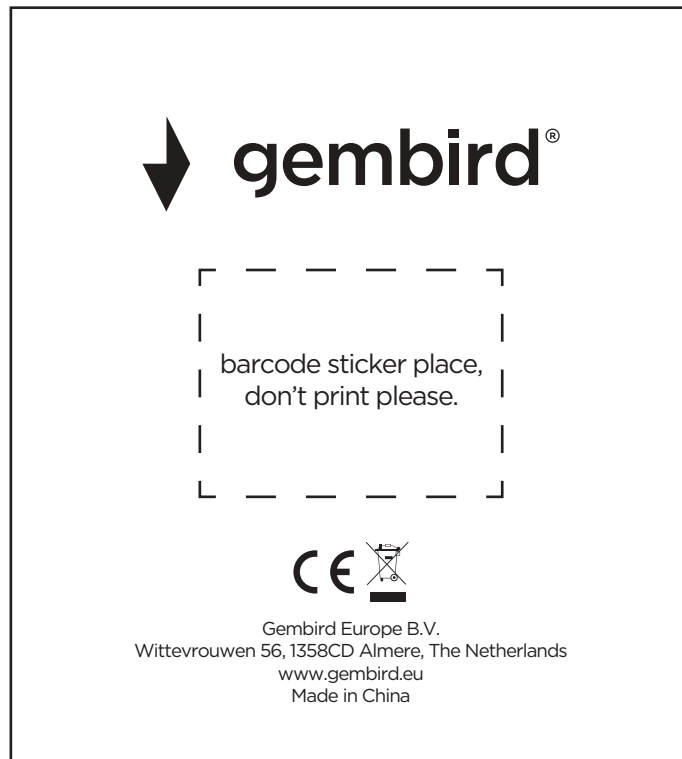 gembird®
barcode sticker place,
don’t print please.
CE
Gembird Europe B.V.
Wittevrouwen 56, 1358CD Almere, The Netherlands
www.gembird.eu
Made in China